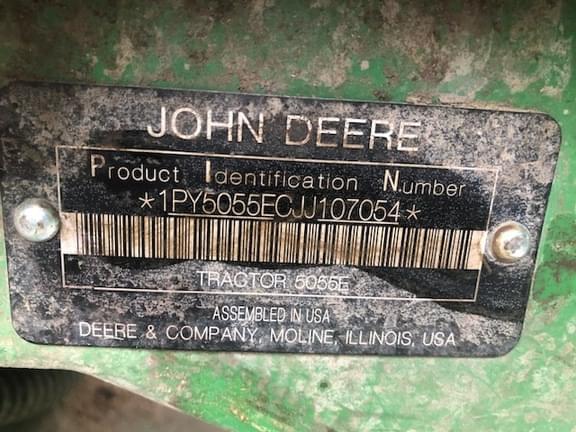 JOHN DEERE
Product Identification Number
*1PY5055ECJJ107054*
TRACTOR 5055E
ASSEMBLED IN USA
DEERE & COMPANY, MOLINE, ILLINOIS, USA